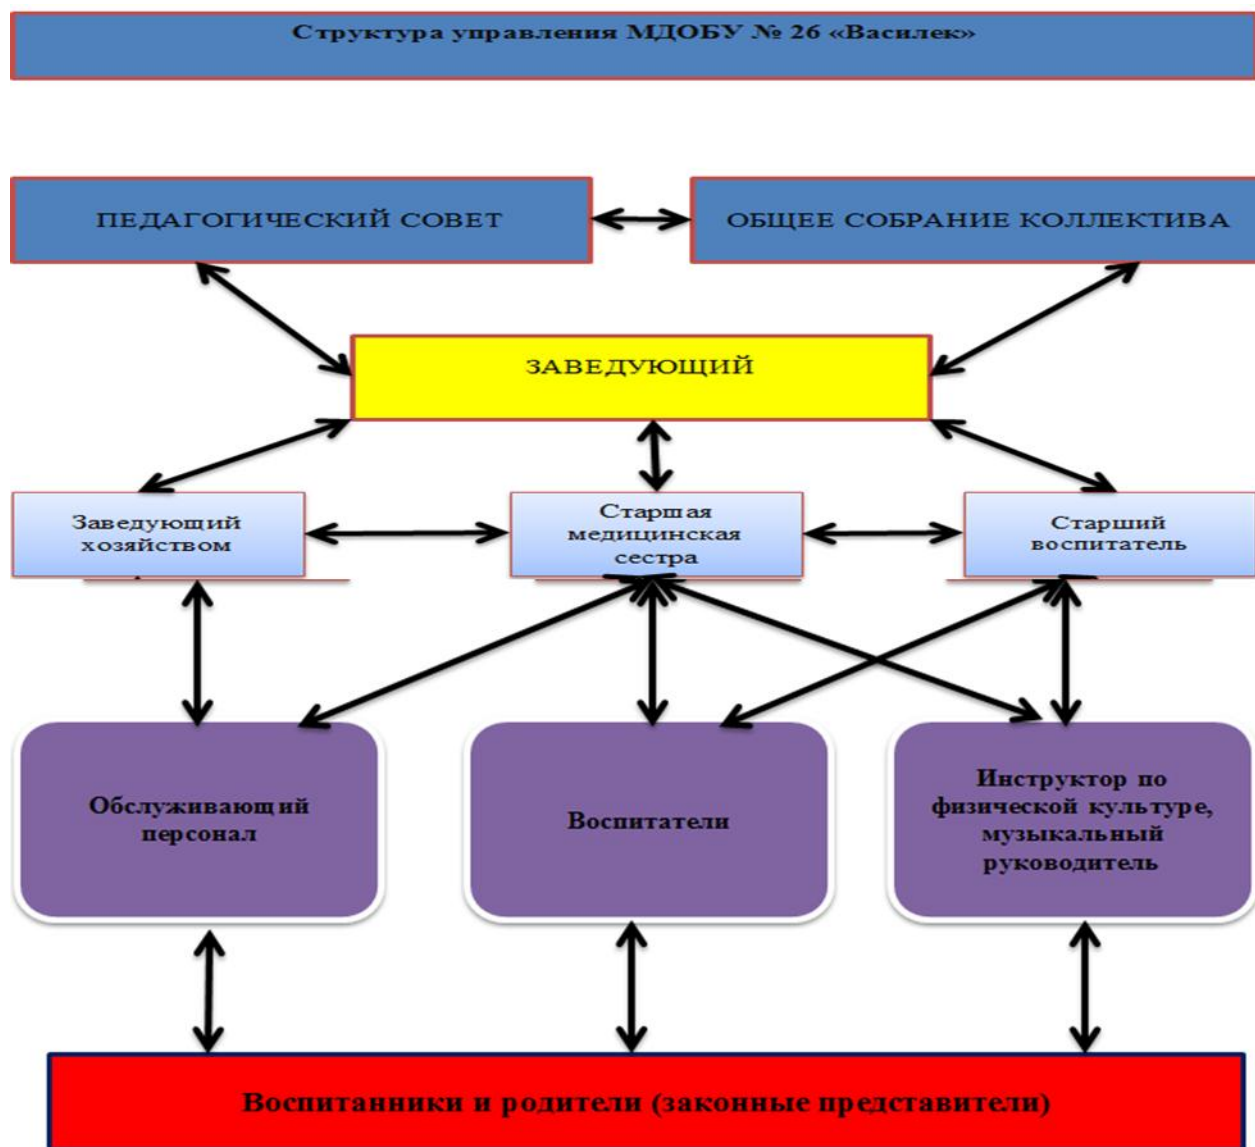 Структура управления МДОБУ № 26 «Василек»
ПЕДАГОГИЧЕСКИЙ СОВЕТ
ОБЩЕЕ СОБРАНИЕ КОЛЛЕКТИВА
ЗАВЕДУЮЩИЙ
Заведующий
хозяйством
Старшая
медицинская
сестра
Старший
воспитатель
Обслуживающий
персонал
Воспитатели
Инструктор по
физической культуре,
музыкальный
руководитель
Воспитанники и родители (законные представители)